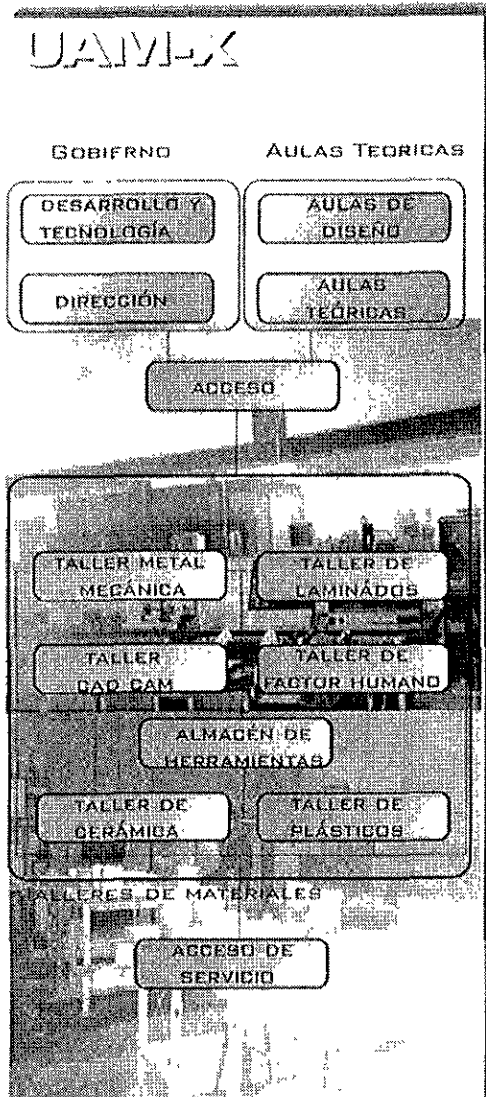 UAM-X
GOBIERNO
AULAS TEORICAS
DESARROLLO Y
TECNOLOGÍA
AULAS DE
DISEÑO
DIRECCIÓN
AULAS
TEÓRICAS
ACCESO
TALLER METAL
MECÁNICA
TALLER DE
LAMINADOS
TALLER
CAD CAM
TALLER DE
FACTOR HUMANO
ALMACÉN DE
HERRAMIENTAS
TALLER DE
CERÁMICA
TALLER DE
PLÁSTICOS
TALLERES DE MATERIALES
ACCESO DE
SERVICIO